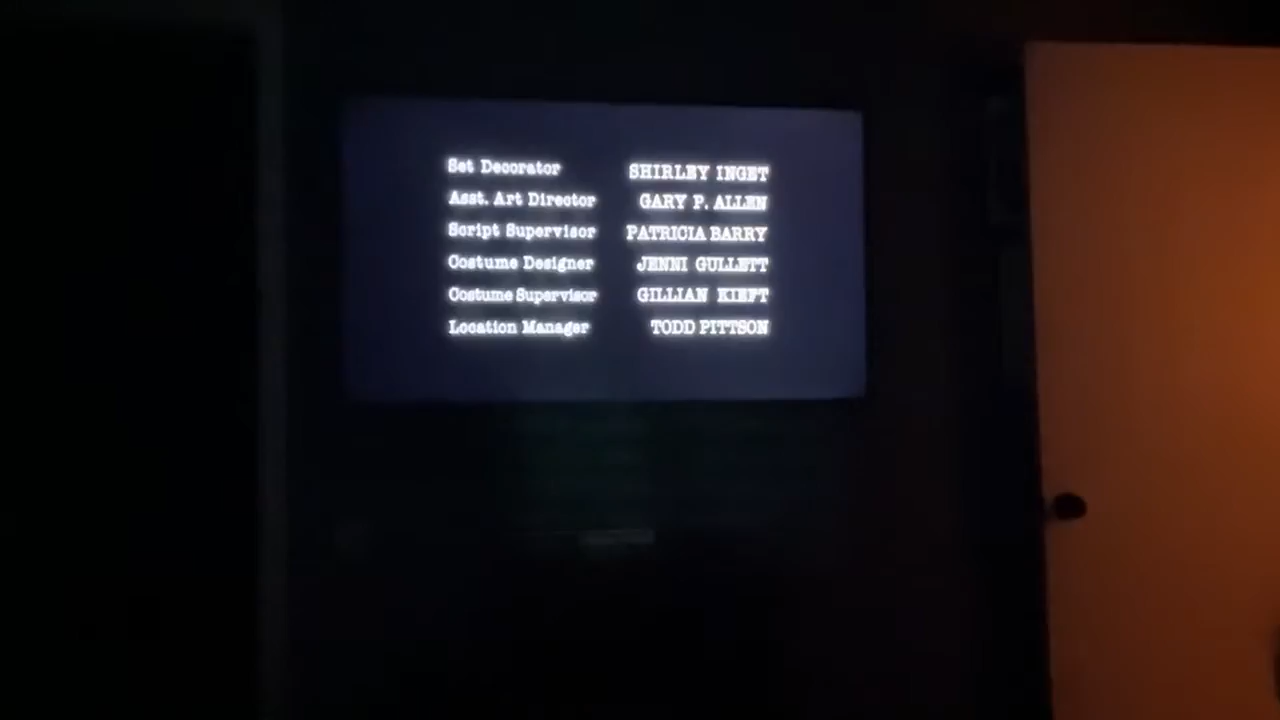 Set Decorator SHIRLEY INGET
Asst. Art Director GARY P. ALLEN
Script Supervisor PATRICIA BARRY
Costume Designer JENNI GULLETT
Costume Supervisor GILLIAN KIEFT
Location Manager TODD PITTSON